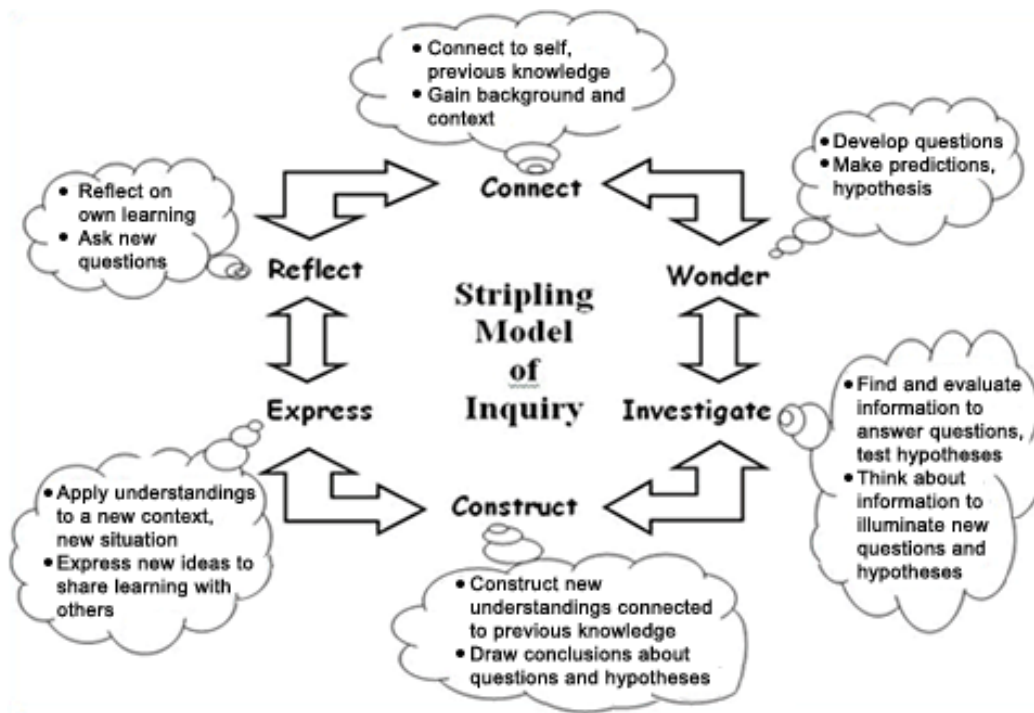 • Connect to self,
previous knowledge
• Gain background and
context
Connect
• Develop questions
• Make predictions,
hypothesis
Wonder
• Reflect on
own learning
• Ask new
questions
Reflect
Stripling
Model
of
Inquiry
Express
Investigate
• Find and evaluate
information to
answer questions,
test hypotheses
• Think about
information to
illuminate new
questions and
hypotheses
• Apply understandings
to a new context,
new situation
• Express new ideas to
share learning with
others
Construct
• Construct new
understandings connected
to previous knowledge
• Draw conclusions about
questions and hypotheses